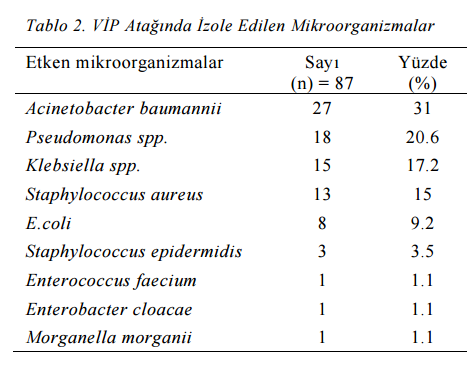 Tablo 2. VİP Atağında İzole Edilen Mikroorganizmalar
Etken mikroorganizmalar Sayı (n) = 87 Yüzde (%)
Acinetobacter baumannii 27 31
Pseudomonas spp. 18 20.6
Klebsiella spp. 15 17.2
Staphylococcus aureus 13 15
E.coli 8 9.2
Staphylococcus epidermidis 3 3.5
Enterococcus faecium 1 1.1
Enterobacter cloacae 1 1.1
Morganella morganii 1 1.1